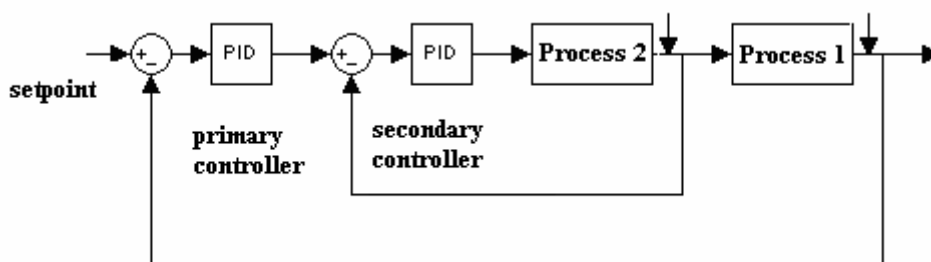 +
−
PID
+
−
PID
Process 2
Process 1
setpoint
primary
controller
secondary
controller